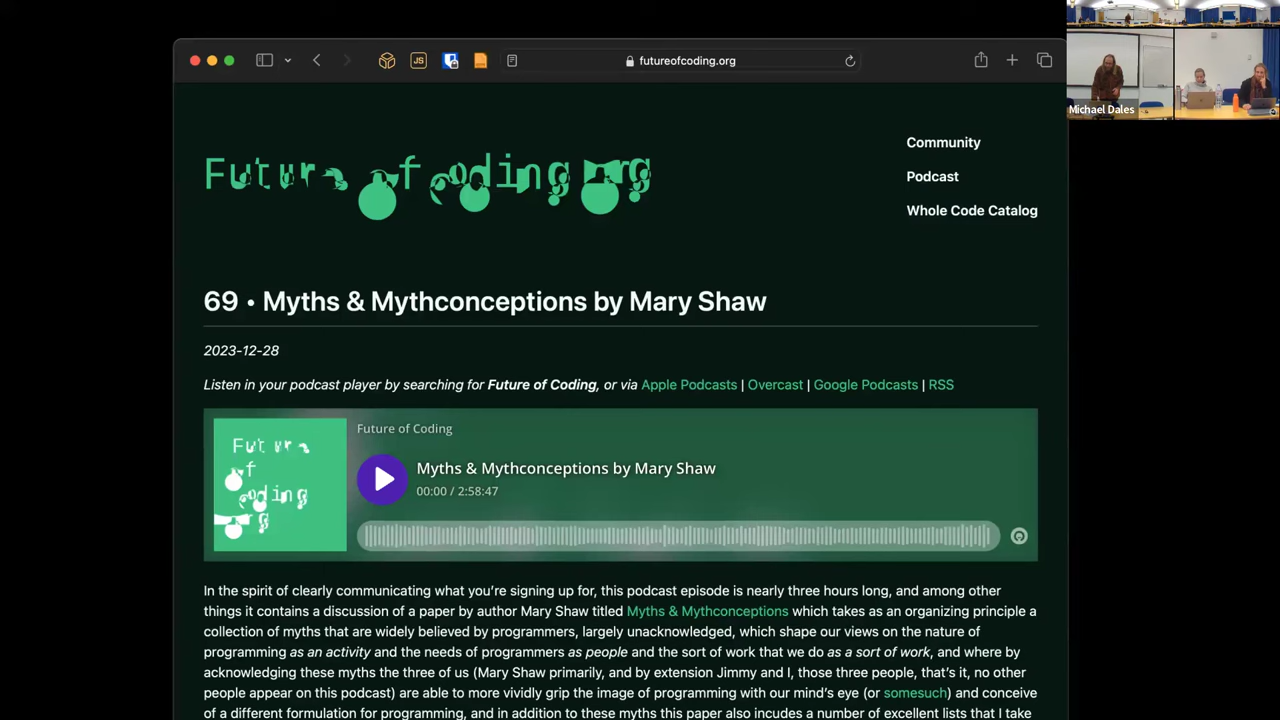 JS
futureofcoding.org
Michael Dales
Future of coding org
Community
Podcast
Whole Code Catalog
69 • Myths & Mythconceptions by Mary Shaw
2023-12-28
Listen in your podcast player by searching for Future of Coding, or via Apple Podcasts | Overcast | Google Podcasts | RSS
Future of coding org
Future of Coding
Myths & Mythconceptions by Mary Shaw
00:00 / 2:58:47
In the spirit of clearly communicating what you’re signing up for, this podcast episode is nearly three hours long, and among other
things it contains a discussion of a paper by author Mary Shaw titled Myths & Mythconceptions which takes as an organizing principle a
collection of myths that are widely believed by programmers, largely unacknowledged, which shape our views on the nature of
programming as an activity and the needs of programmers as people and the sort of work that we do as a sort of work, and where by
acknowledging these myths the three of us (Mary Shaw primarily, and by extension Jimmy and I, those three people, that’s it, no other
people appear on this podcast) are able to more vividly grip the image of programming with our mind’s eye (or somesuch) and conceive
of a different formulation for programming, and in addition to these myths this paper also incudes a number of excellent lists that I take